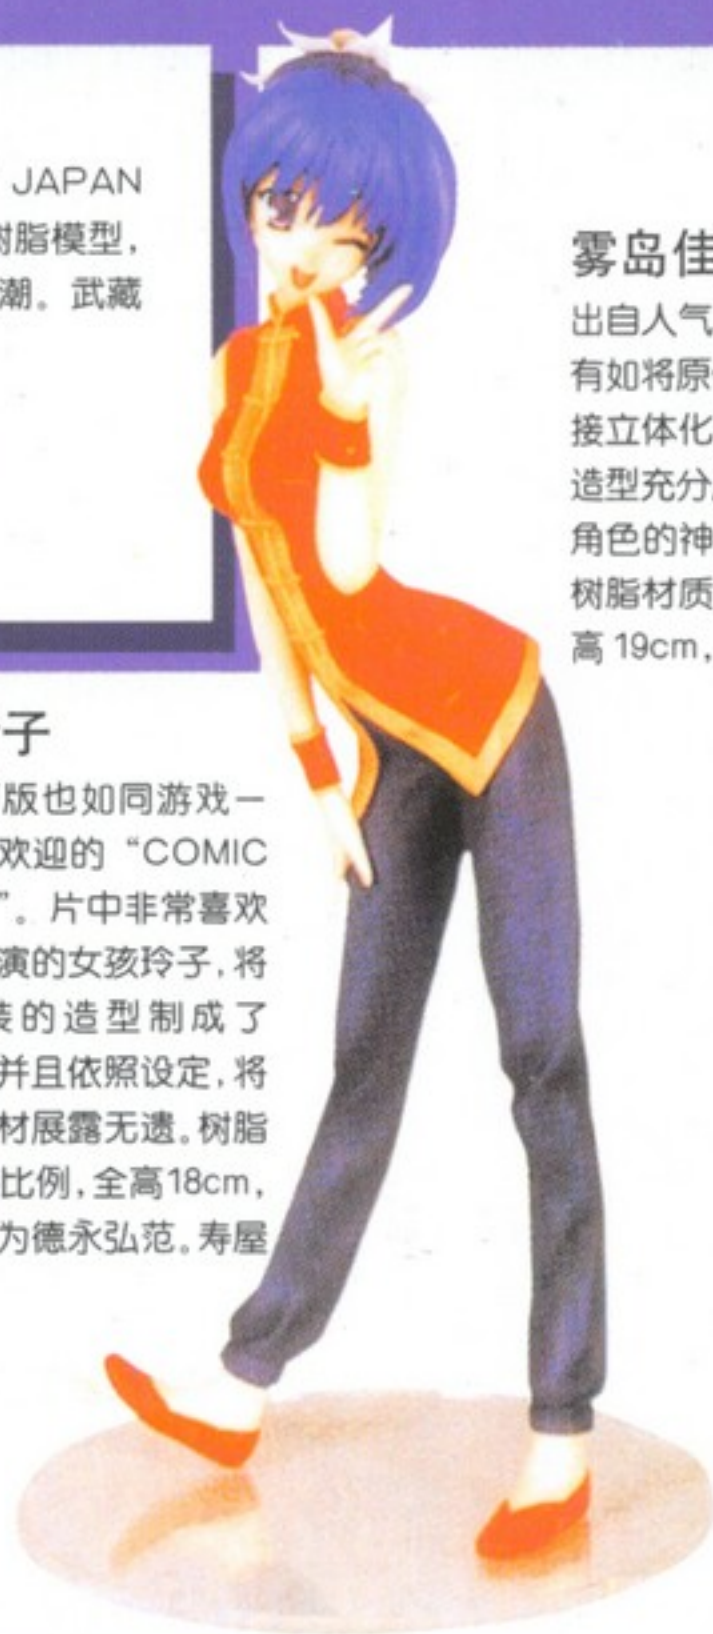 JAPAN
树脂模型，
潮。武藏
子
版也如同游戏一
欢迎的“COMIC
”。片中非常喜欢
演的女孩玲子，将
装的造型制成了
并且依照设定，将
材展露无遗。树脂
比例，全高18cm，
为德永弘范。寿屋
雾岛佳
出自人气
有如将原
接立体化
造型充分
角色的神
树脂材质
高 19cm，